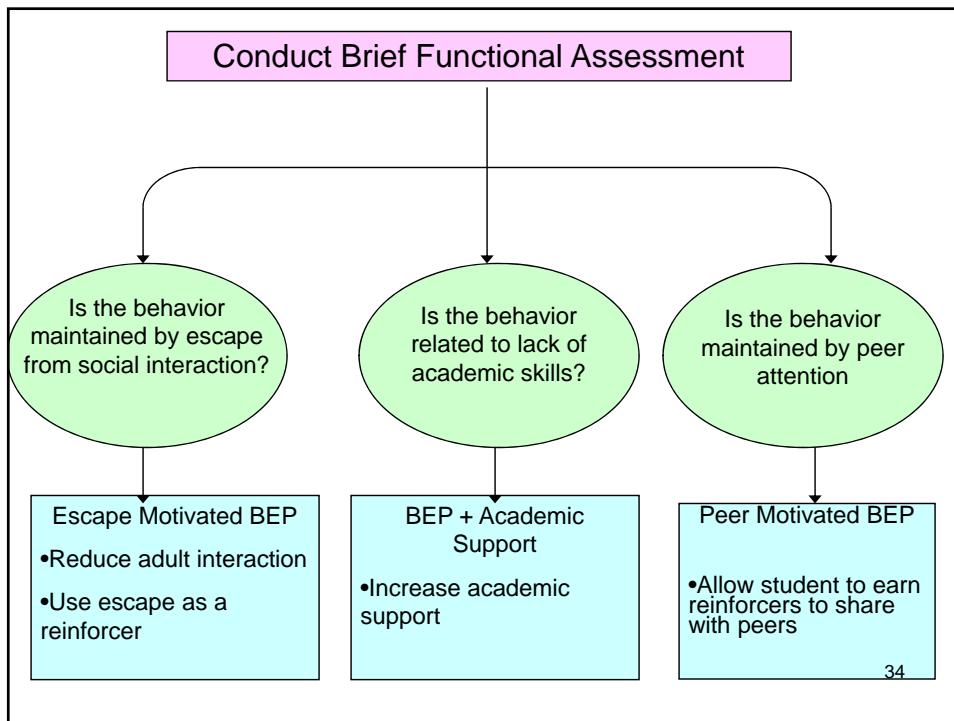 Conduct Brief Functional Assessment
Is the behavior
maintained by escape
from social interaction?
Is the behavior
related to lack of
academic skills?
Is the behavior
maintained by peer
attention
Escape Motivated BEP
•Reduce adult interaction
•Use escape as a
reinforcer
BEP + Academic
Support
•Increase academic
support
Peer Motivated BEP
•Allow student to earn
reinforcers to share
with peers
34